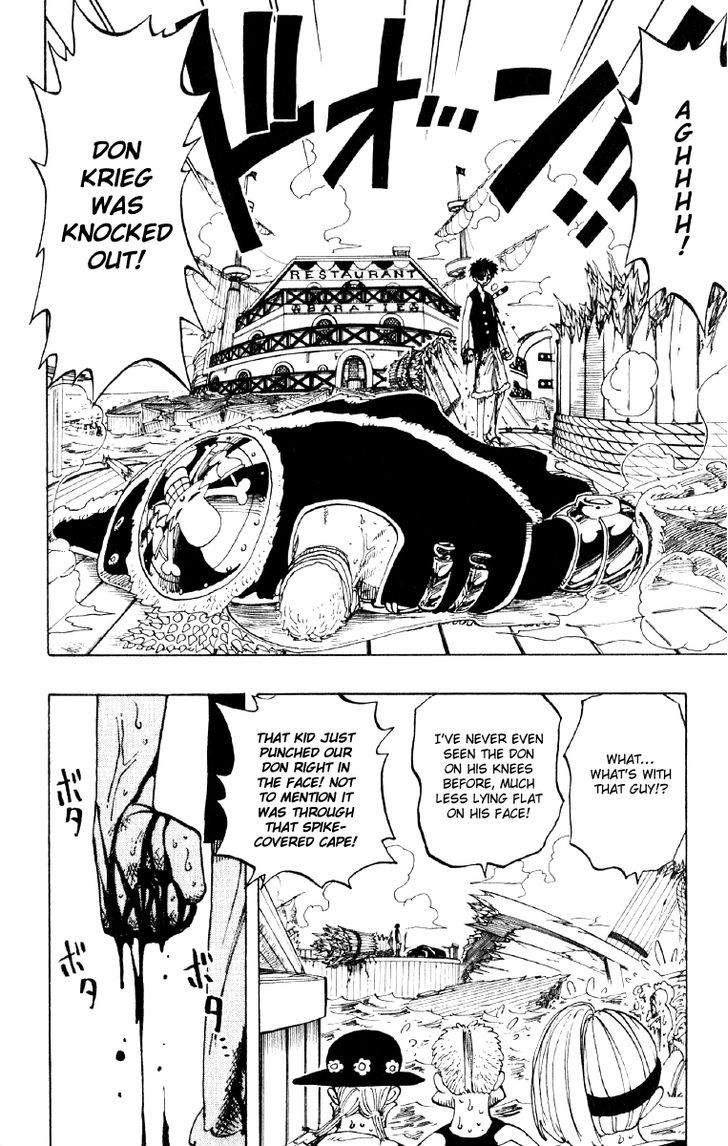 AGHHHH!
ドオ…ン!!!
DON
KRIEG
WAS
KNOCKED
OUT!
RESTAURANT
BARATIE
WHAT...
WHAT'S WITH
THAT GUY!?
I'VE NEVER EVEN
SEEN THE DON
ON HIS KNEES
BEFORE, MUCH
LESS LYING FLAT
ON HIS FACE!
THAT KID JUST
PUNCHED OUR
DON RIGHT IN
THE FACE! NOT
TO MENTION IT
WAS THROUGH
THAT SPIKE-
COVERED CAPE!
ボタ
ボタ
ボタ